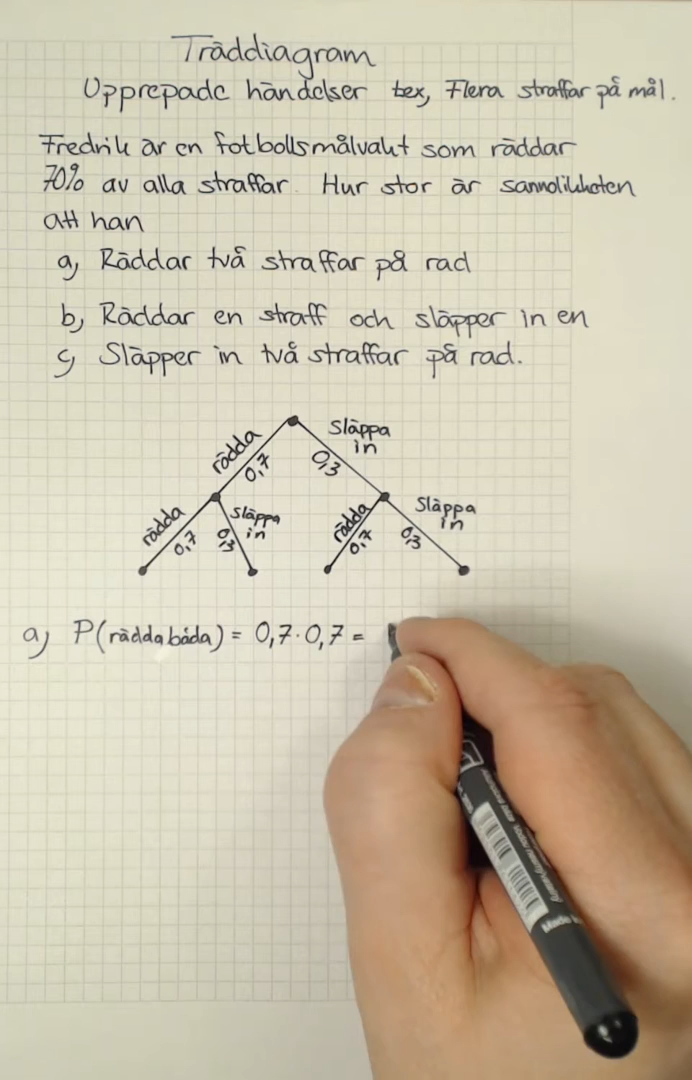 Träddiagram
Upprepade händelser tex, Flera straffar på mål.
Fredrik är en fotbollsmålvakt som räddar
70% av alla straffar. Hur stor är sannolikheten
att han
a, Räddar två straffar på rad
b, Räddar en straff och släpper in en
c, Släpper in två straffar på rad.
rädda 0,7
Släppa in 0,3
rädda 0,7
Släppa in 0,3
rädda 0,7
Släppa in 0,3
a) P(rädda båda) = 0,7·0,7 =